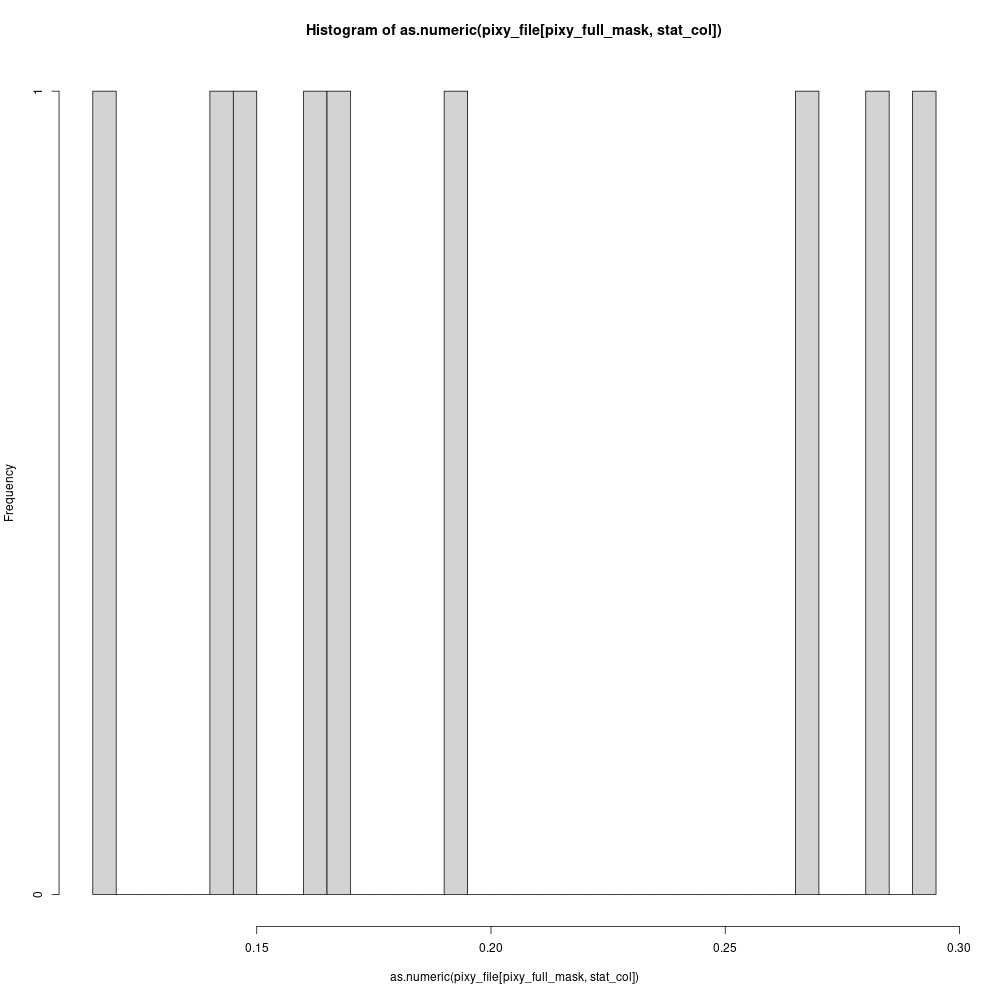 Histogram of as.numeric(pixy_file[pixy_full_mask, stat_col])
1
Frequency
0
0.15 0.20 0.25 0.30
as.numeric(pixy_file[pixy_full_mask, stat_col])